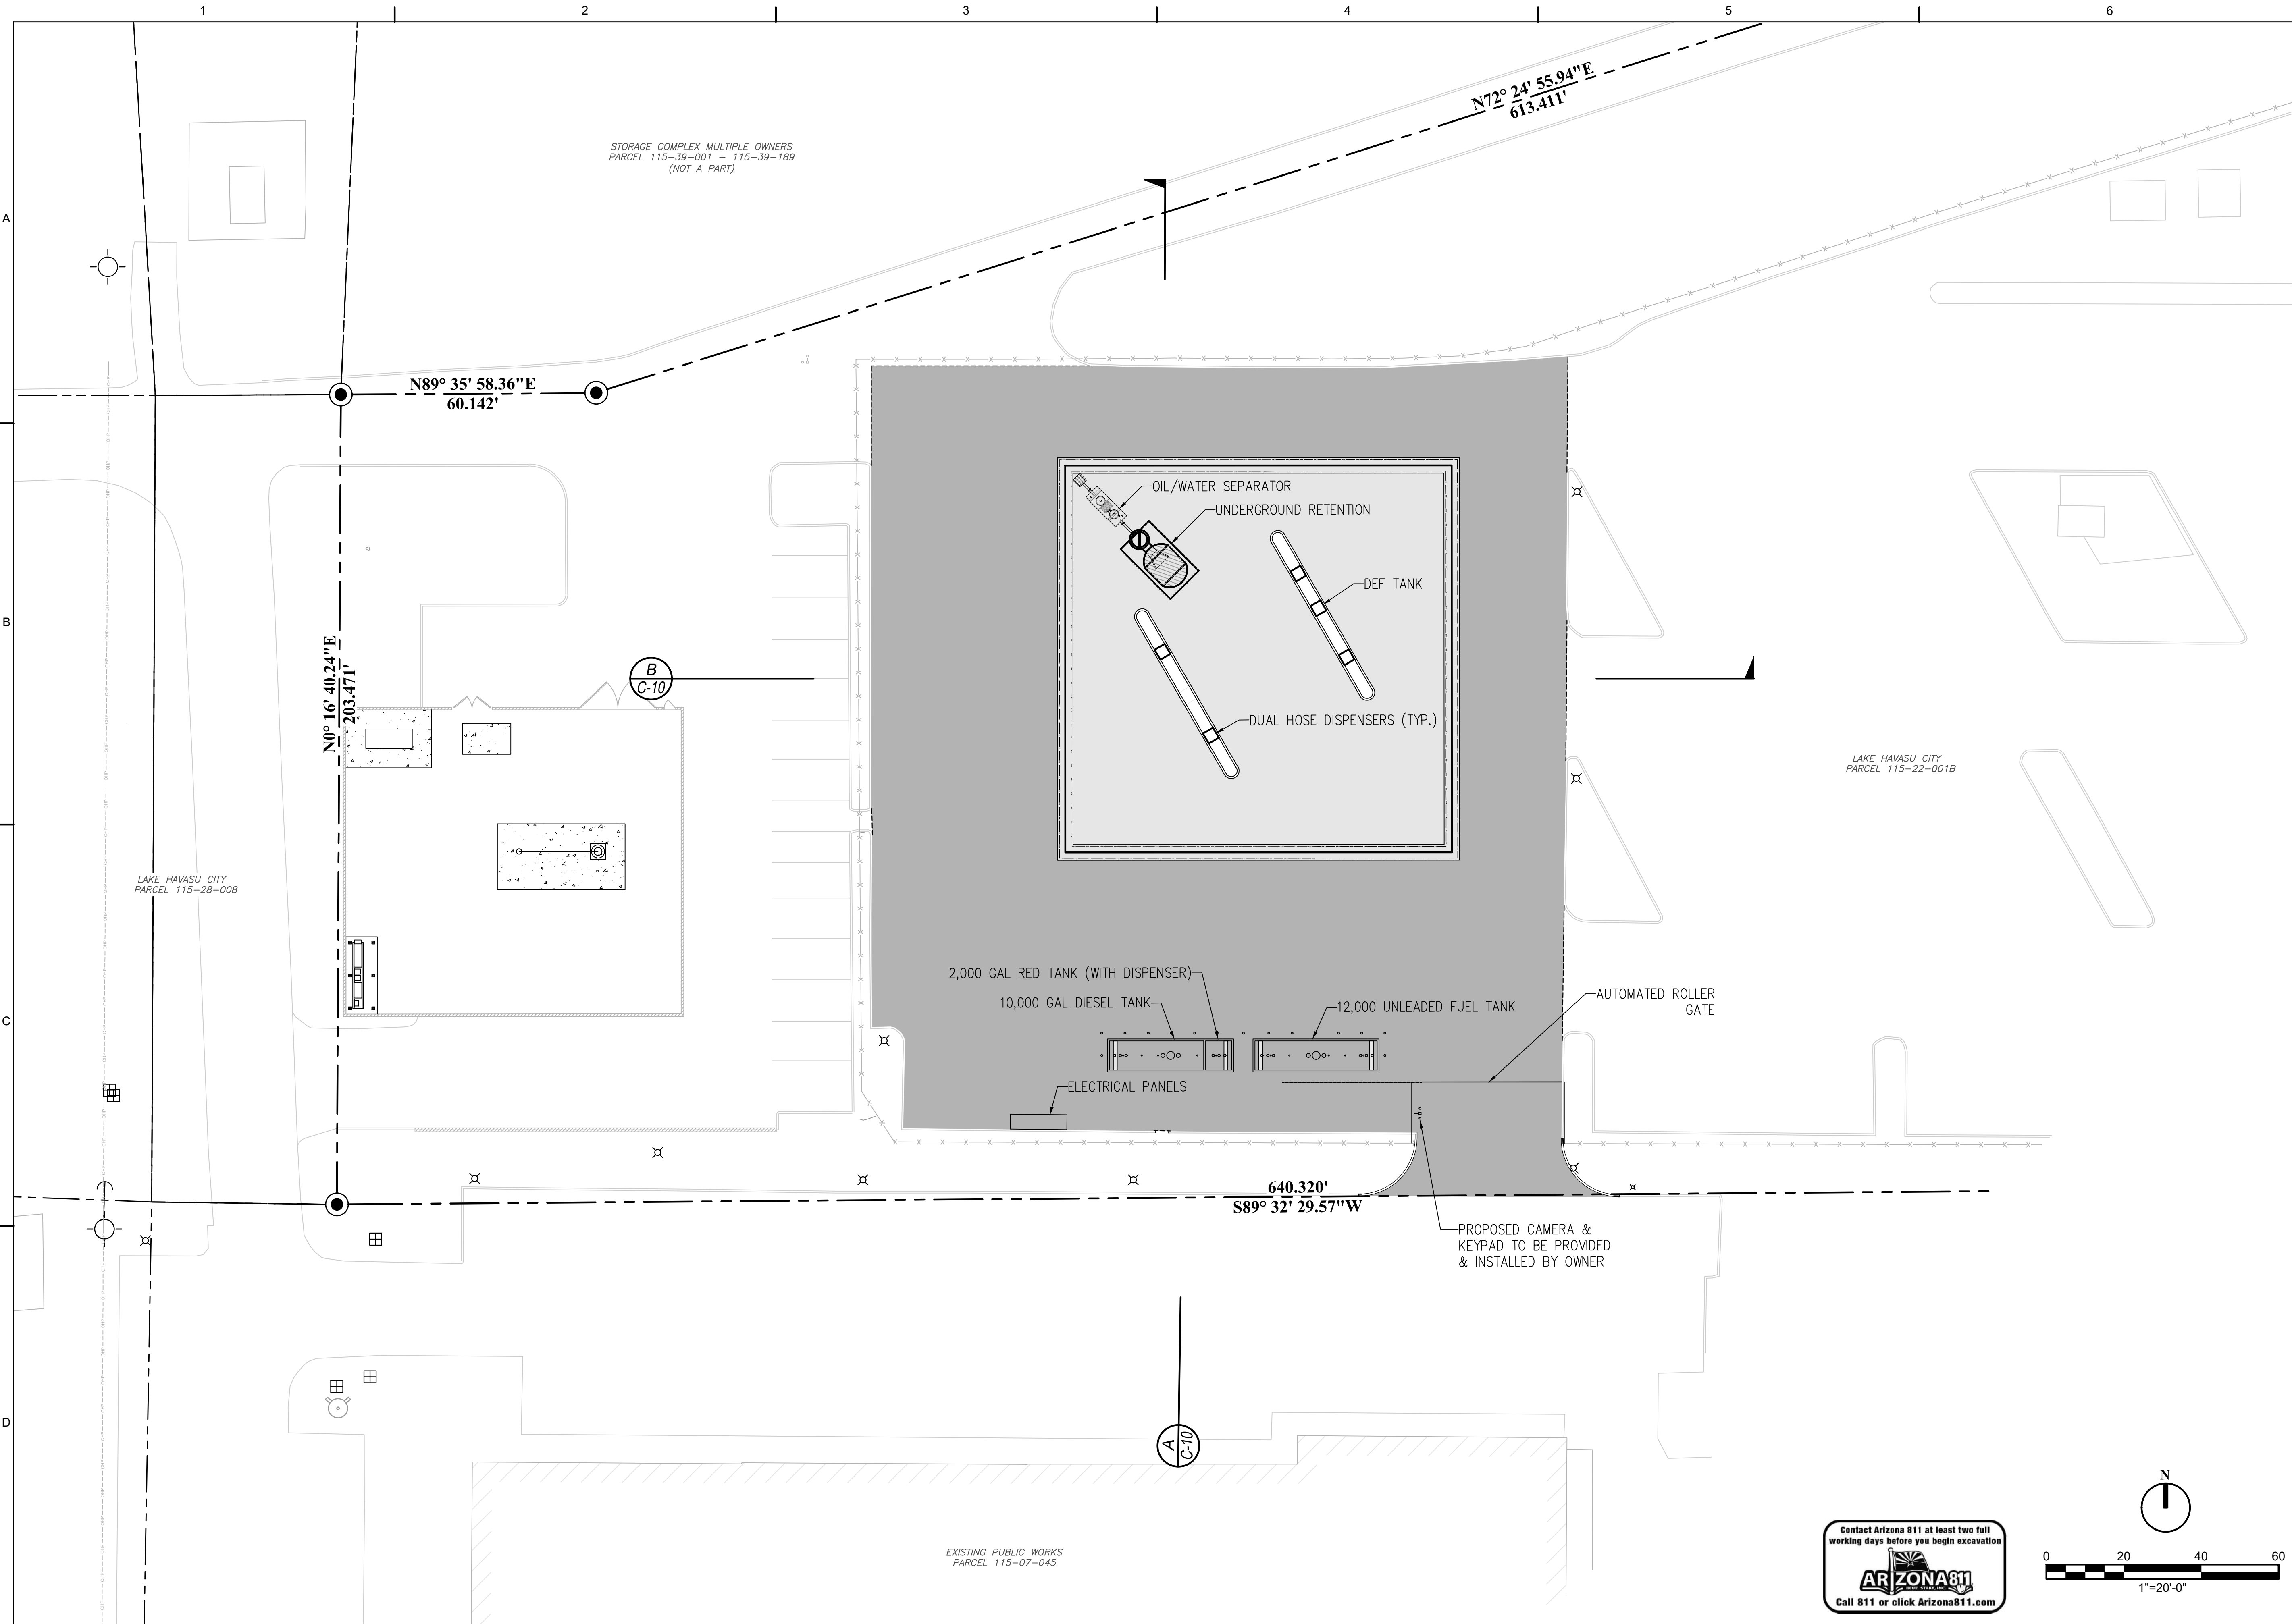 1 2 3 4 5 6
A
B
C
D
N72° 24' 55.94"E
613.411'
STORAGE COMPLEX MULTIPLE OWNERS
PARCEL 115-39-001 - 115-39-189
(NOT A PART)
N89° 35' 58.36"E
60.142'
OIL/WATER SEPARATOR
UNDERGROUND RETENTION
DEF TANK
N0° 16' 40.24"E
203.471'
B
C-10
DUAL HOSE DISPENSERS (TYP.)
LAKE HAVASU CITY
PARCEL 115-22-001B
LAKE HAVASU CITY
PARCEL 115-28-008
2,000 GAL RED TANK (WITH DISPENSER)
10,000 GAL DIESEL TANK
12,000 UNLEADED FUEL TANK
AUTOMATED ROLLER
GATE
ELECTRICAL PANELS
640.320'
S89° 32' 29.57"W
PROPOSED CAMERA &
KEYPAD TO BE PROVIDED
& INSTALLED BY OWNER
A
C-10
EXISTING PUBLIC WORKS
PARCEL 115-07-045
N
Contact Arizona 811 at least two full
working days before you begin excavation
ARIZONA811
BLUE STAKE, INC.
Call 811 or click Arizona811.com
0 20 40 60
1"=20'-0"